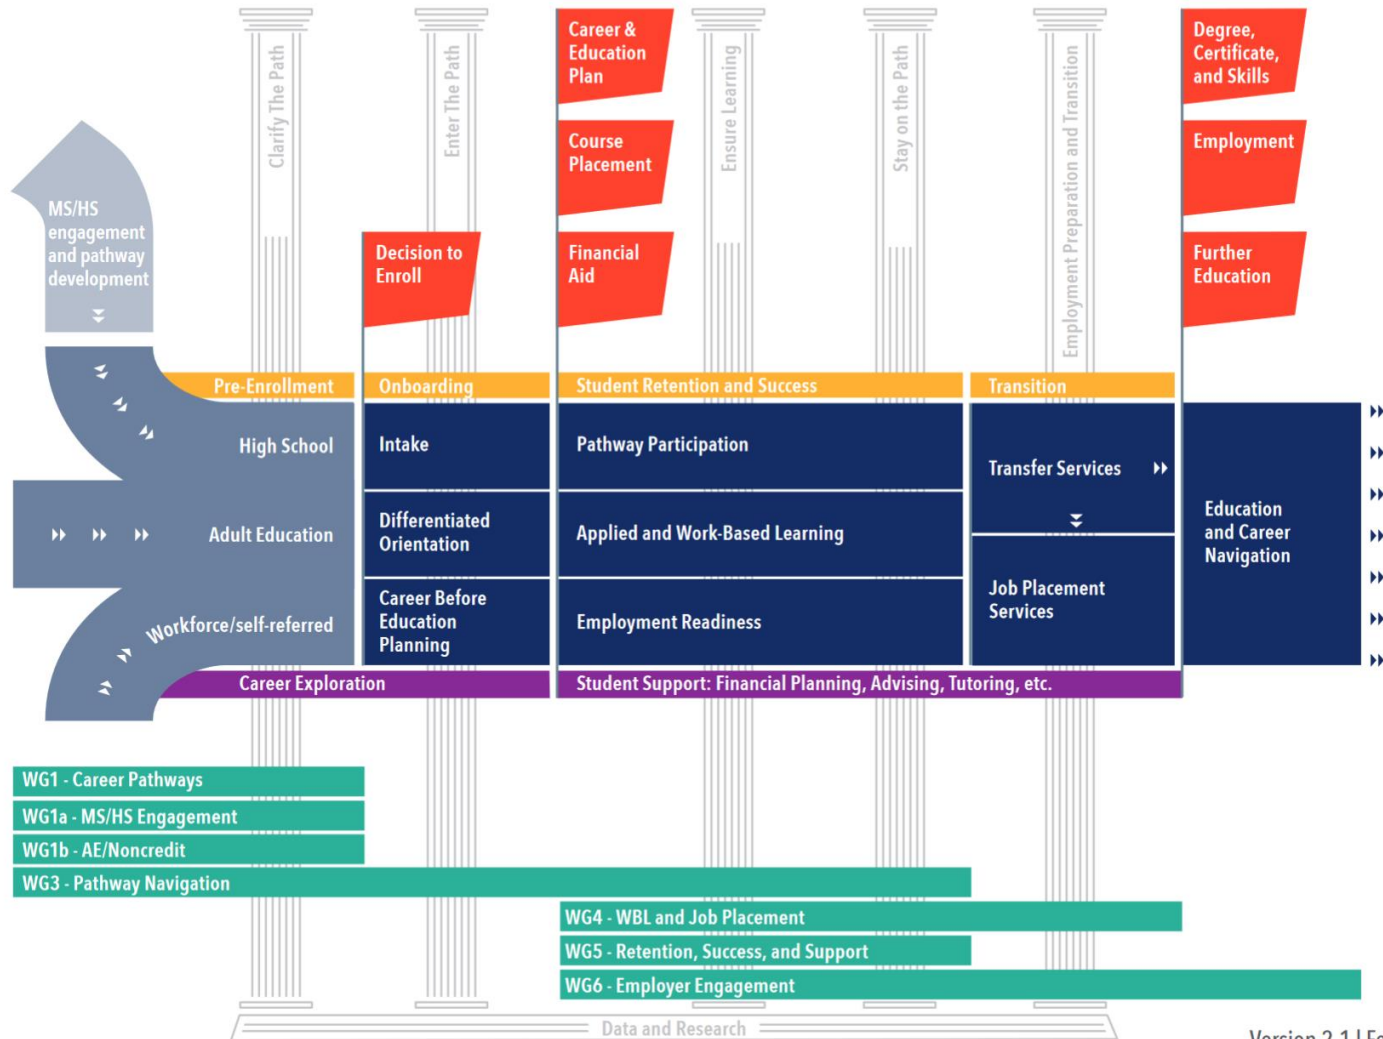 Clarify The Path
Enter The Path
Career &
Education
Plan
Ensure Learning
Stay on the Path
Employment Preparation and Transition
Degree,
Certificate,
and Skills
Course
Placement
Employment
MS/HS
engagement
and pathway
development
Decision to
Enroll
Financial
Aid
Further
Education
Pre-Enrollment
Onboarding
Student Retention and Success
Transition
High School
Intake
Pathway Participation
Transfer Services
Adult Education
Differentiated
Orientation
Applied and Work-Based Learning
Education
and Career
Navigation
Workforce/self-referred
Career Before
Education
Planning
Employment Readiness
Job Placement
Services
Career Exploration
Student Support: Financial Planning, Advising, Tutoring, etc.
WG1 - Career Pathways
WG1a - MS/HS Engagement
WG1b - AE/Noncredit
WG3 - Pathway Navigation
WG4 - WBL and Job Placement
WG5 - Retention, Success, and Support
WG6 - Employer Engagement
Data and Research
Version 2.1 |